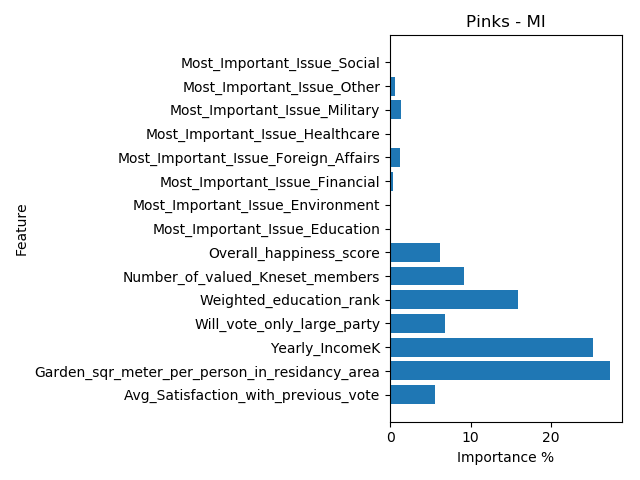 Pinks - MI
Most_Important_Issue_Social
Most_Important_Issue_Other
Most_Important_Issue_Military
Most_Important_Issue_Healthcare
Most_Important_Issue_Foreign_Affairs
Most_Important_Issue_Financial
Most_Important_Issue_Environment
Most_Important_Issue_Education
Overall_happiness_score
Number_of_valued_Kneset_members
Weighted_education_rank
Will_vote_only_large_party
Yearly_IncomeK
Garden_sqr_meter_per_person_in_residancy_area
Avg_Satisfaction_with_previous_vote
Feature
0 10 20
Importance %